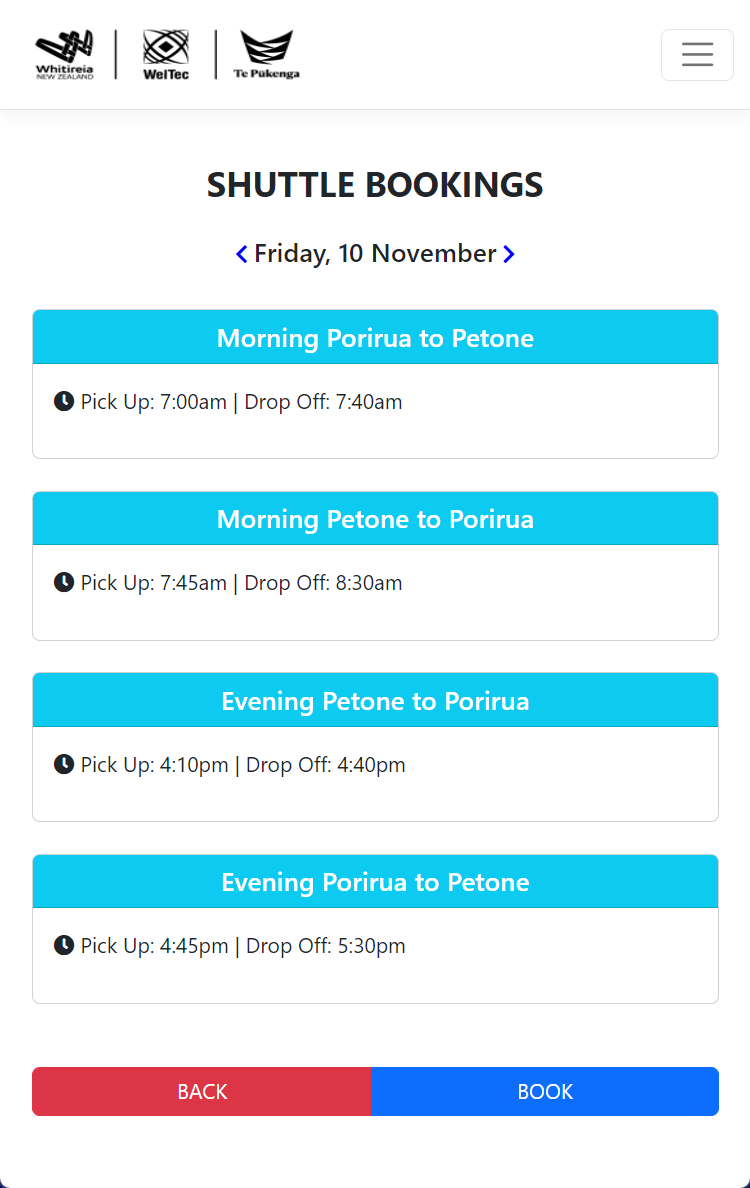 Whitireia
NEW ZEALAND
WelTec
Te Pūkenga
SHUTTLE BOOKINGS
Friday, 10 November
Morning Porirua to Petone
Pick Up: 7:00am | Drop Off: 7:40am
Morning Petone to Porirua
Pick Up: 7:45am | Drop Off: 8:30am
Evening Petone to Porirua
Pick Up: 4:10pm | Drop Off: 4:40pm
Evening Porirua to Petone
Pick Up: 4:45pm | Drop Off: 5:30pm
BACK
BOOK